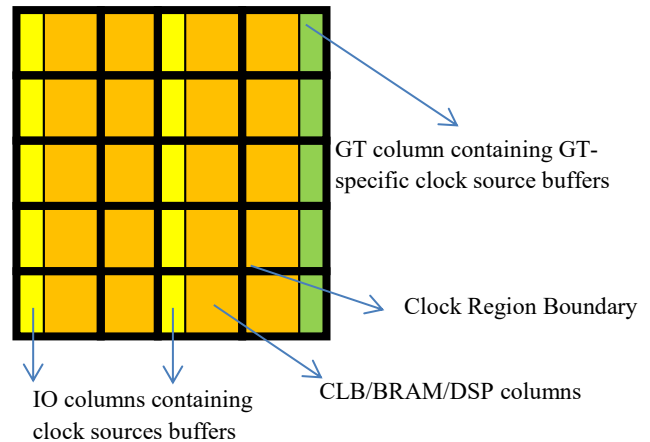 GT column containing GT-
specific clock source buffers
Clock Region Boundary
CLB/BRAM/DSP columns
IO columns containing
clock sources buffers